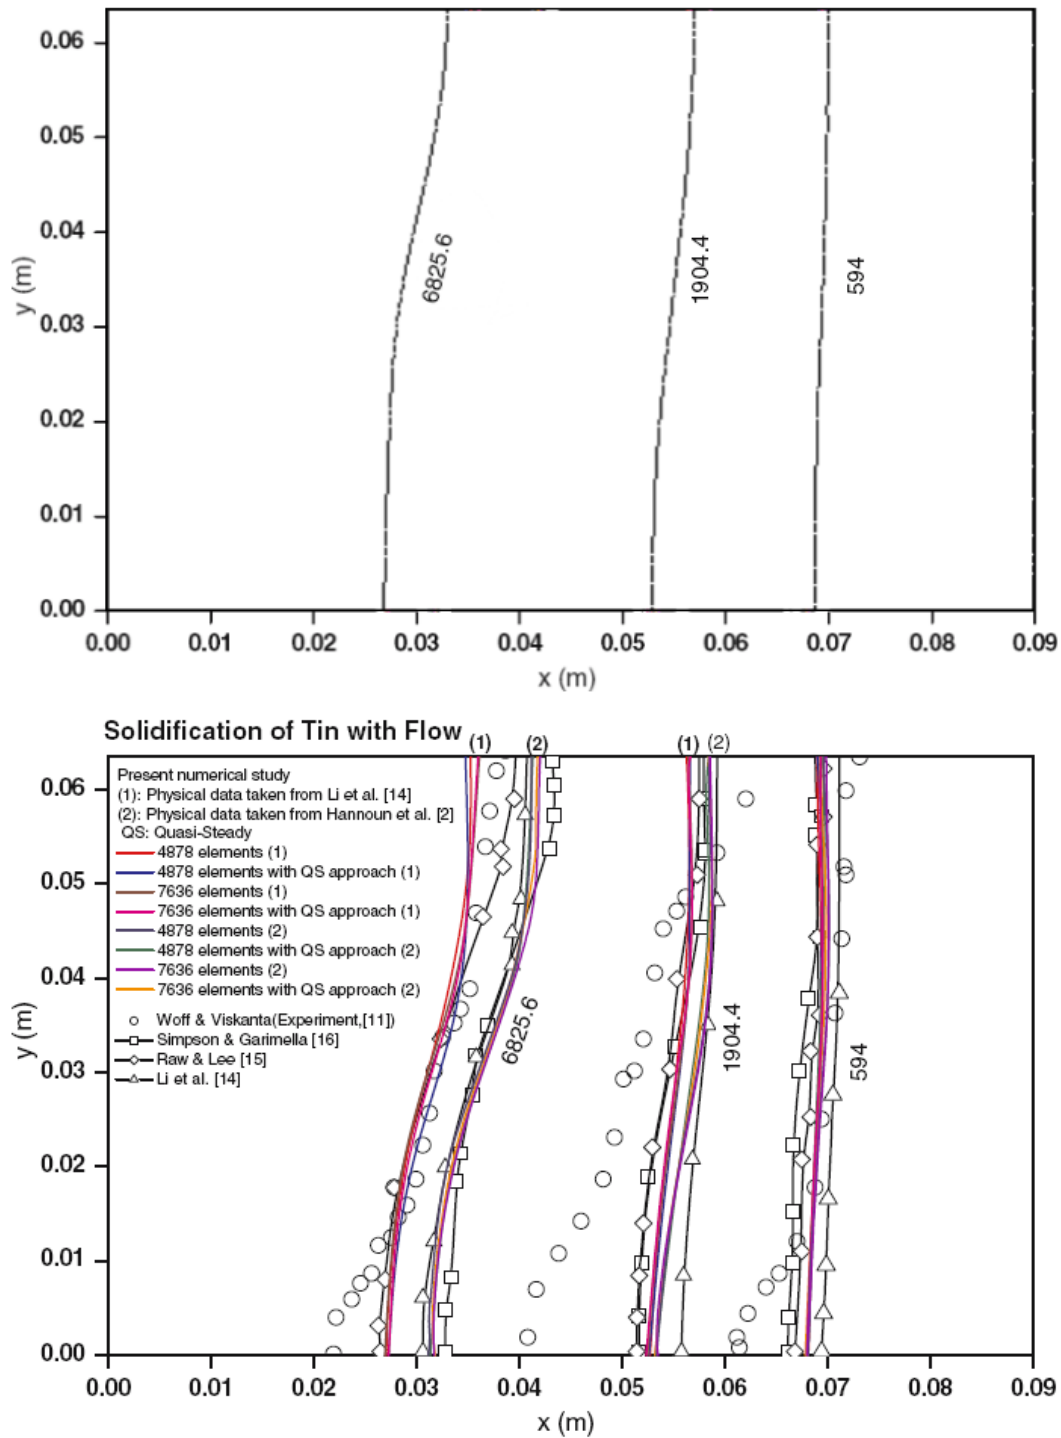 0.06
0.05
0.04
0.03
0.02
0.01
0.00
y (m)
6825.6
1904.4
594
0.00 0.01 0.02 0.03 0.04 0.05 0.06 0.07 0.08 0.09
x (m)
Solidification of Tin with Flow
(1) (2) (1) (2)
Present numerical study
(1): Physical data taken from Li et al. [14]
(2): Physical data taken from Hannoun et al. [2]
QS: Quasi-Steady
4878 elements (1)
4878 elements with QS approach (1)
7636 elements (1)
7636 elements with QS approach (1)
4878 elements (2)
4878 elements with QS approach (2)
7636 elements (2)
7636 elements with QS approach (2)
Woff & Viskanta(Experiment,[11])
Simpson & Garimella [16]
Raw & Lee [15]
Li et al. [14]
0.06
0.05
0.04
0.03
0.02
0.01
0.00
y (m)
6825.6
1904.4
594
0.00 0.01 0.02 0.03 0.04 0.05 0.06 0.07 0.08 0.09
x (m)